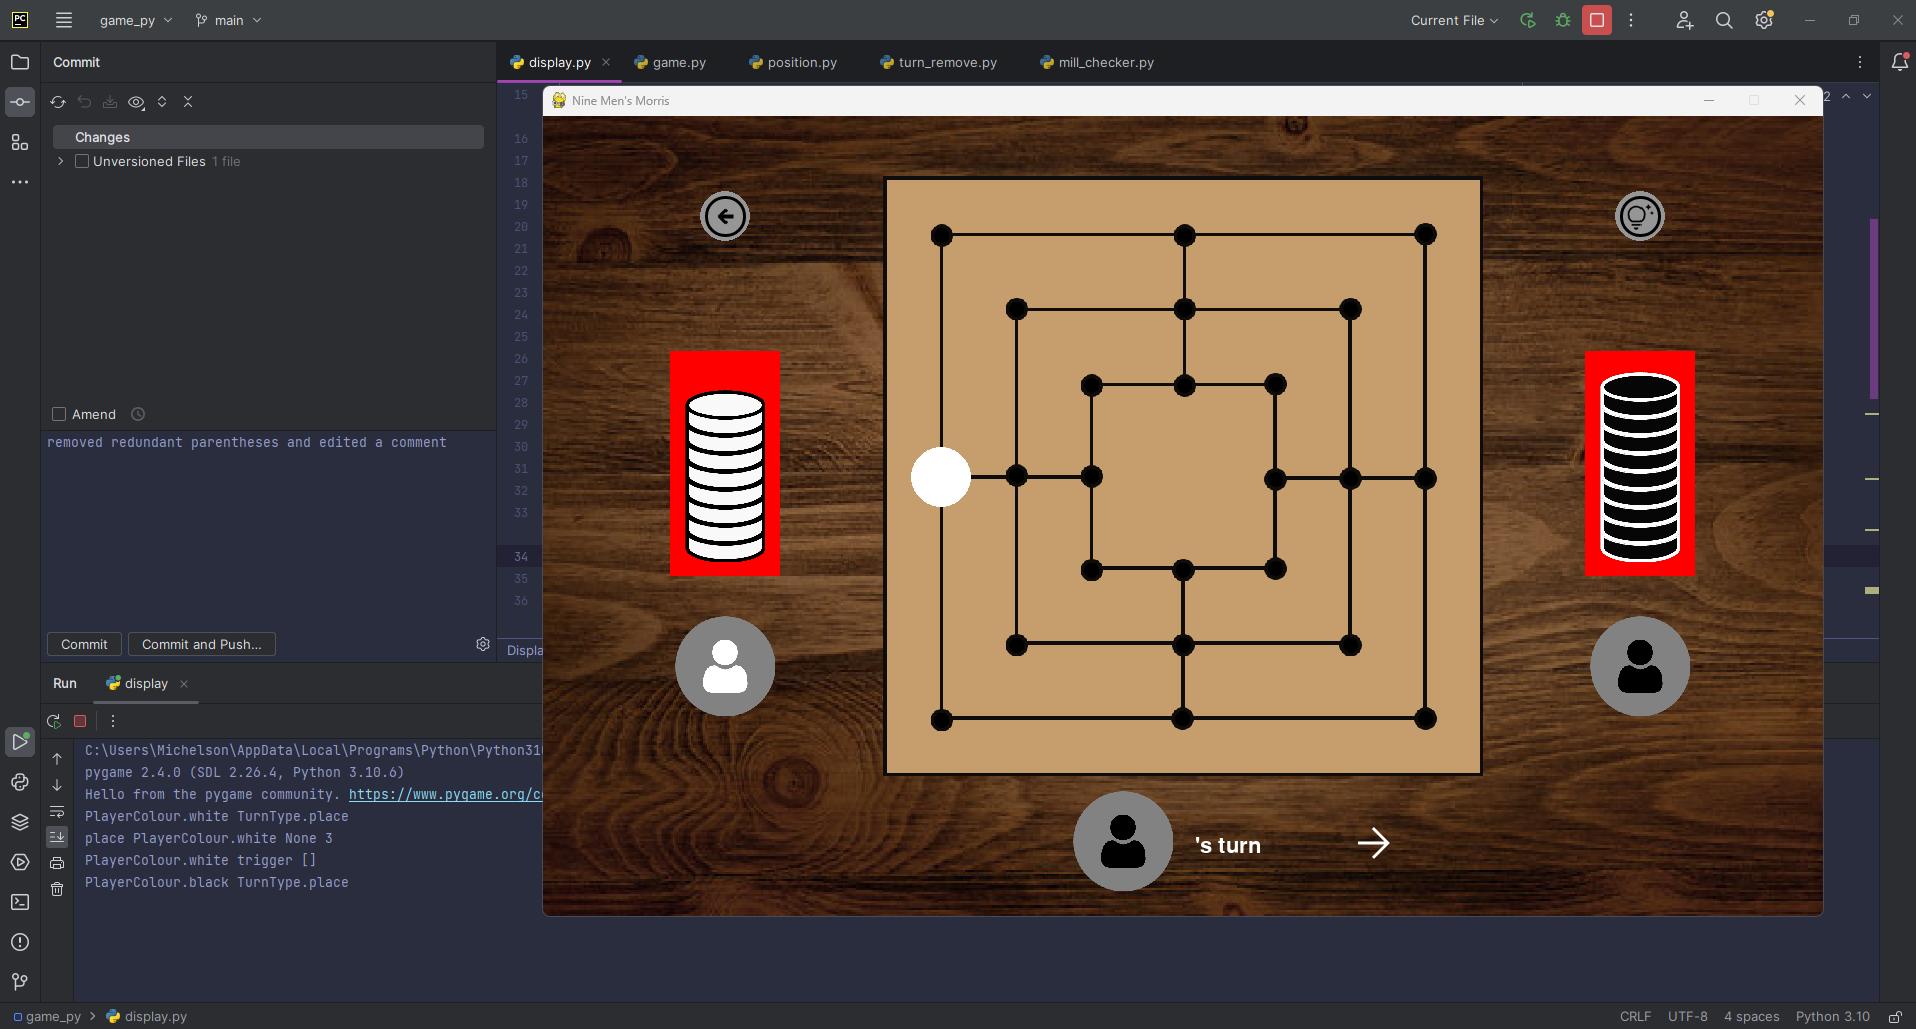 PC
game_py
main
Current File
Commit
display.py
game.py
position.py
turn_remove.py
mill_checker.py
Changes
Unversioned Files 1 file
Amend
removed redundant parentheses and edited a comment
Commit
Commit and Push...
15
16
17
18
19
20
21
22
23
24
25
26
27
28
29
30
31
32
33
34
35
36
Displa
2
Nine Men's Morris
's turn
Run
display
C:\Users\Michelson\AppData\Local\Programs\Python\Python31
pygame 2.4.0 (SDL 2.26.4, Python 3.10.6)
Hello from the pygame community. https://www.pygame.org/c
PlayerColour.white TurnType.place
place PlayerColour.white None 3
PlayerColour.white trigger []
PlayerColour.black TurnType.place
game_py
display.py
CRLF
UTF-8
4 spaces
Python 3.10